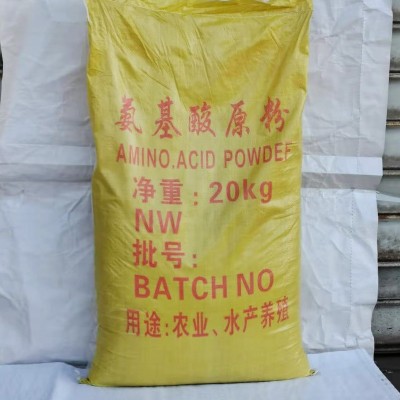 氨基酸原粉
AMINO.ACID POWDER
净重:20kg
NW
批号:
BATCH NO
用途:农业、水产养殖